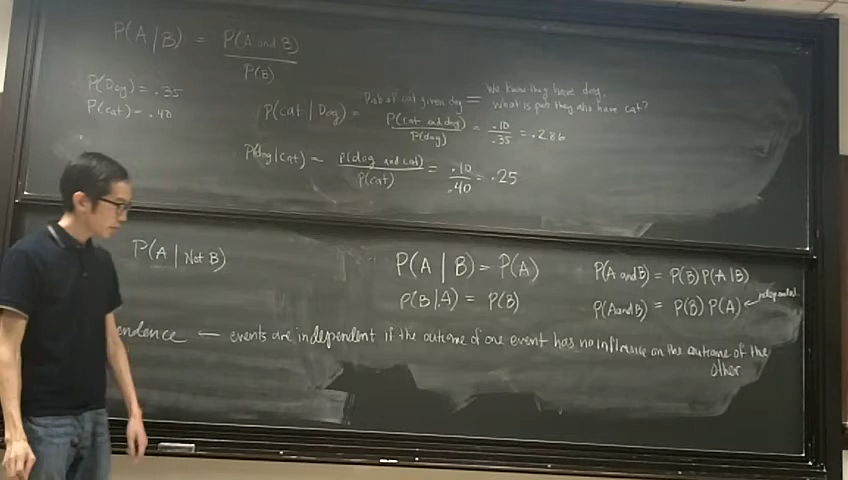 P(A | B) = P(A and B)
P(B)
P(Dog) = .35
P(cat) = .40
P(cat | Dog) = Prob of cat given dog = We know they have dog,
what is prob they also have cat?
P(cat and dog)
P(dog)
= .10
.35
= .286
P(dog | cat) = P(dog and cat)
P(cat)
= .10
.40
= .25
P(A | Not B)
P(A | B) = P(A)
P(B | A) = P(B)
P(A and B) = P(B) P(A | B)
P(A and B) = P(B) P(A) ← independent
endence ← events are independent if the outcome of one event has no influence on the outcome of the
other